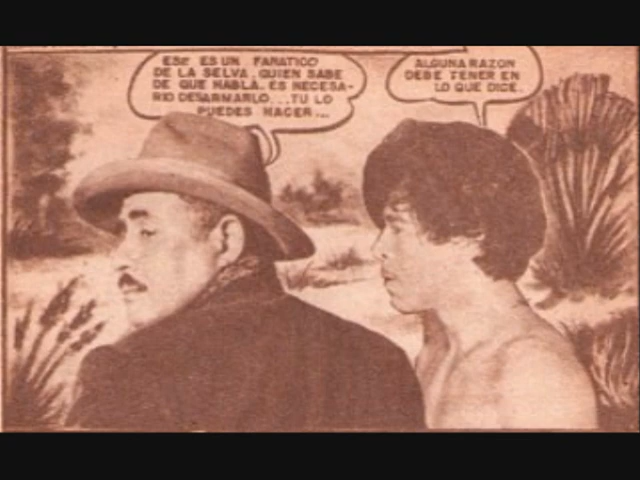 ESE ES UN FANATICO
DE LA SELVA. QUIEN SABE
DE QUE HABLA. ES NECESA-
RIO DESARMARLO... TU LO
PUEDES HACER...
ALGUNA RAZON
DEBE TENER EN
LO QUE DICE.